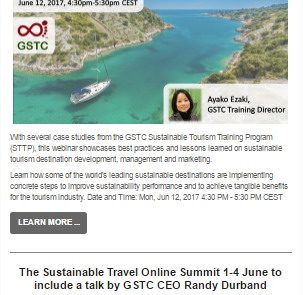 June 12, 2017, 4:30pm-5:30pm CEST
GSTC
Ayako Ezaki,
GSTC Training Director
With several case studies from the GSTC Sustainable Tourism Training Program
(STTP), this webinar showcases best practices and lessons learned on sustainable
tourism destination development, management and marketing.
Learn how some of the world's leading sustainable destinations are implementing
concrete steps to improve sustainability performance and to achieve tangible benefits
for the tourism industry. Date and Time: Mon, Jun 12, 2017 4:30 PM - 5:30 PM CEST
LEARN MORE ...
The Sustainable Travel Online Summit 1-4 June to
include a talk by GSTC CEO Randy Durband